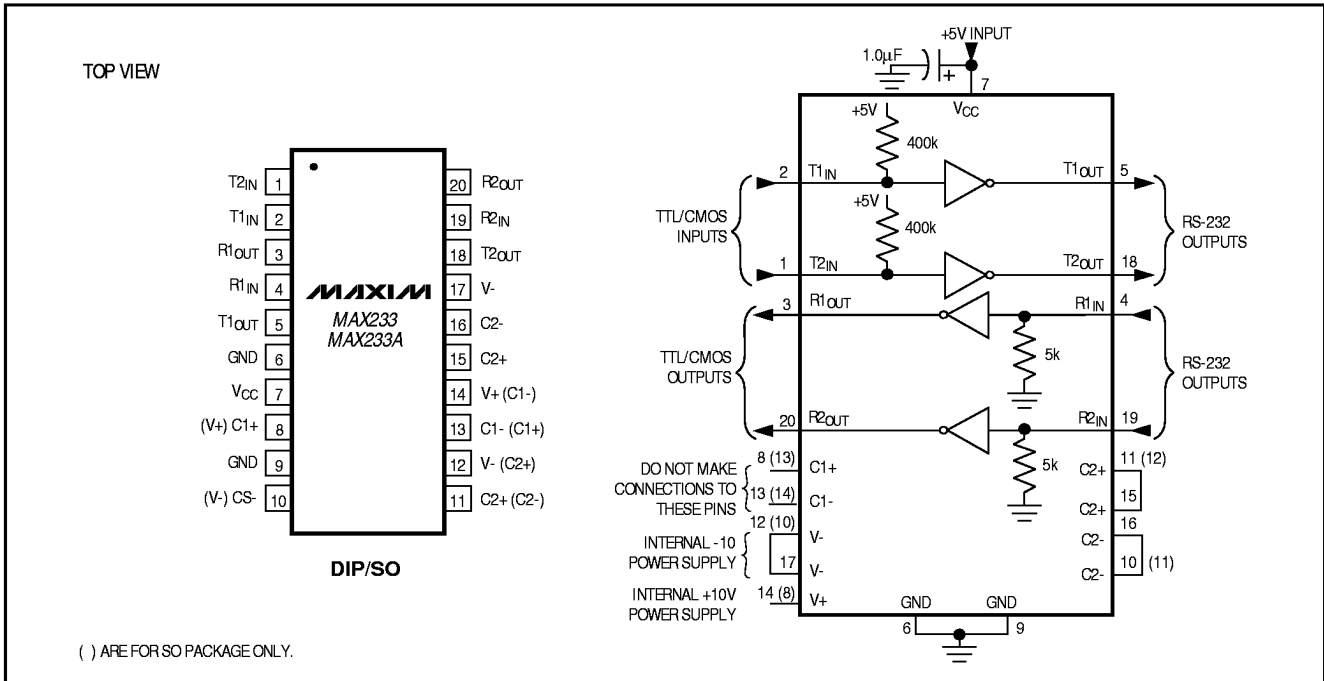 TOP VIEW
T2IN 1
T1IN 2
R1OUT 3
R1IN 4
T1OUT 5
GND 6
VCC 7
(V+) C1+ 8
GND 9
(V-) CS- 10
20 R2OUT
19 R2IN
18 T2OUT
17 V-
16 C2-
15 C2+
14 V+ (C1-)
13 C1- (C1+)
12 V- (C2+)
11 C2+ (C2-)
MAXIM
MAX233
MAX233A
DIP/SO
( ) ARE FOR SO PACKAGE ONLY.
+5V INPUT
1.0µF
+
7
VCC
+5V
400k
2 T1IN
T1OUT 5
+5V
400k
TTL/CMOS
INPUTS
RS-232
OUTPUTS
1 T2IN
T2OUT 18
3 R1OUT
R1IN 4
5k
TTL/CMOS
OUTPUTS
RS-232
OUTPUTS
20 R2OUT
R2IN 19
5k
DO NOT MAKE
CONNECTIONS TO
THESE PINS
8 (13) C1+
13 (14) C1-
INTERNAL -10
POWER SUPPLY
12 (10) V-
17 V-
INTERNAL +10V
POWER SUPPLY
14 (8) V+
C2+ 11 (12)
C2+ 15
C2- 16
C2- 10 (11)
GND GND
6 9